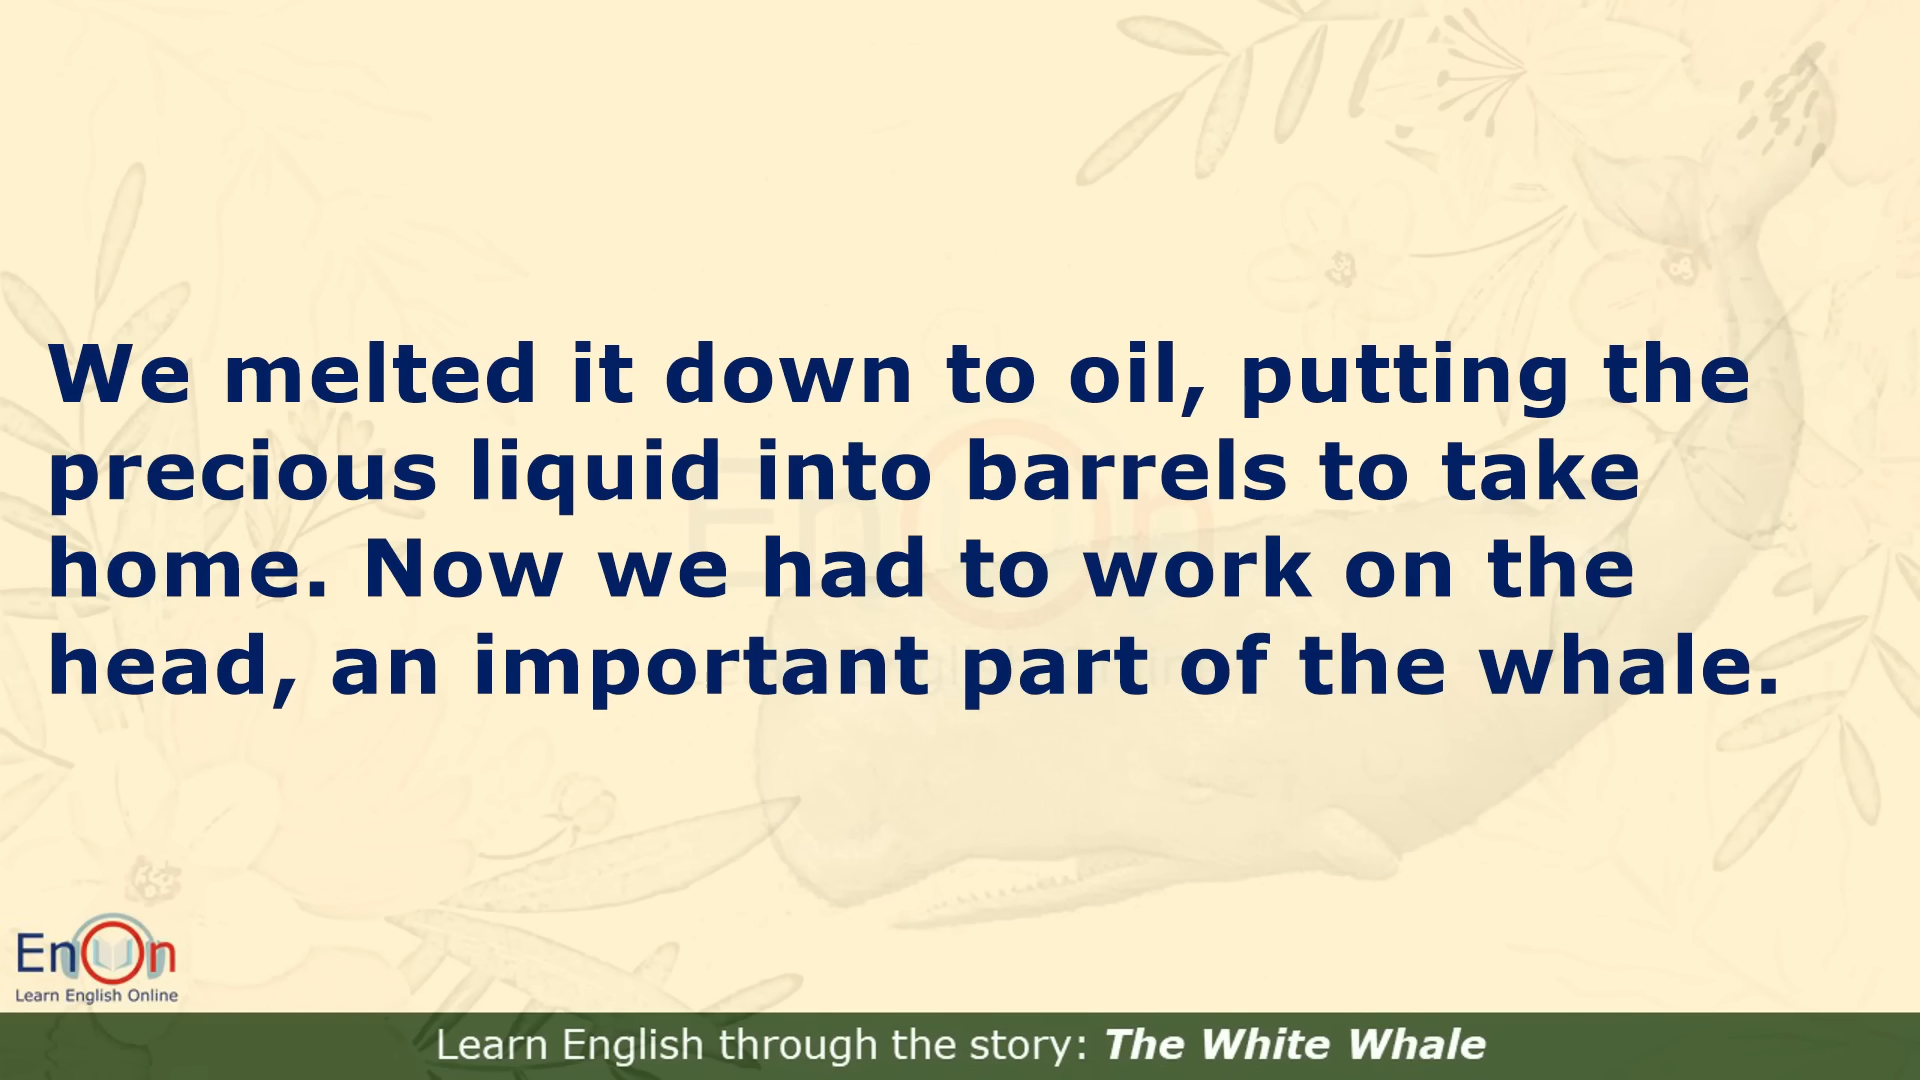 We melted it down to oil, putting the
precious liquid into barrels to take
home. Now we had to work on the
head, an important part of the whale.
EnOn
Learn English Online
Learn English through the story: The White Whale